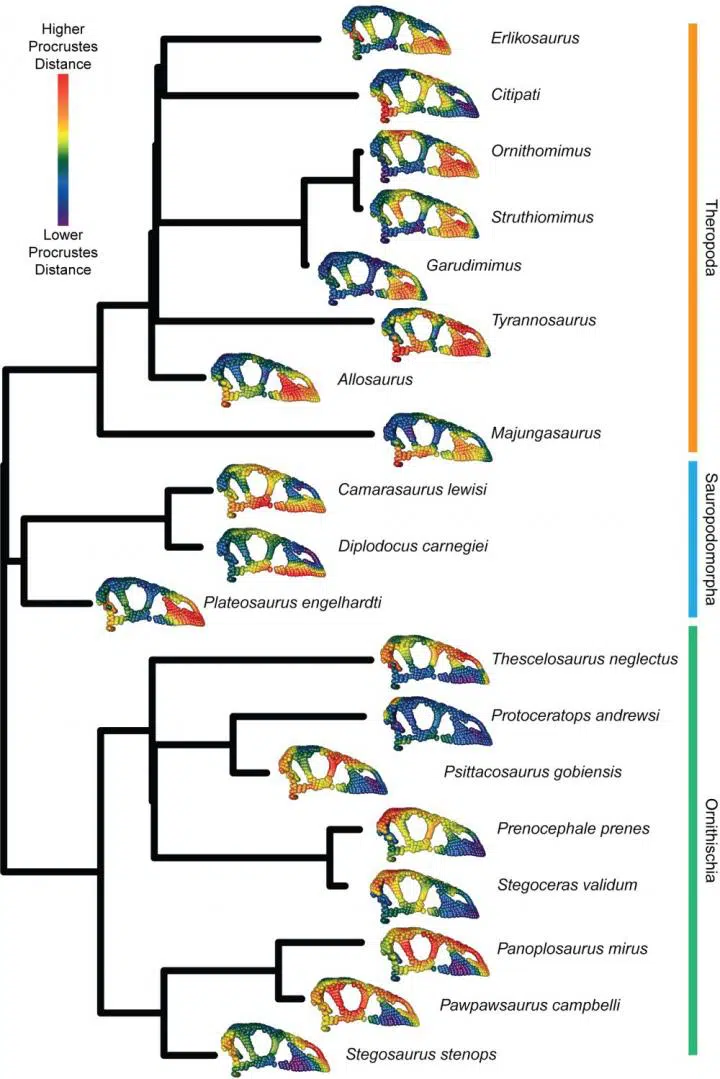 Higher
Procrustes
Distance
Lower
Procrustes
Distance
Erlikosaurus
Citipati
Ornithomimus
Struthiomimus
Garudimimus
Tyrannosaurus
Allosaurus
Majungasaurus
Theropoda
Camarasaurus lewisi
Diplodocus carnegiei
Plateosaurus engelhardti
Sauropodomorpha
Thescelosaurus neglectus
Protoceratops andrewsi
Psittacosaurus gobiensis
Prenocephale prenes
Stegoceras validum
Panoplosaurus mirus
Pawpawsaurus campbelli
Stegosaurus stenops
Ornithischia